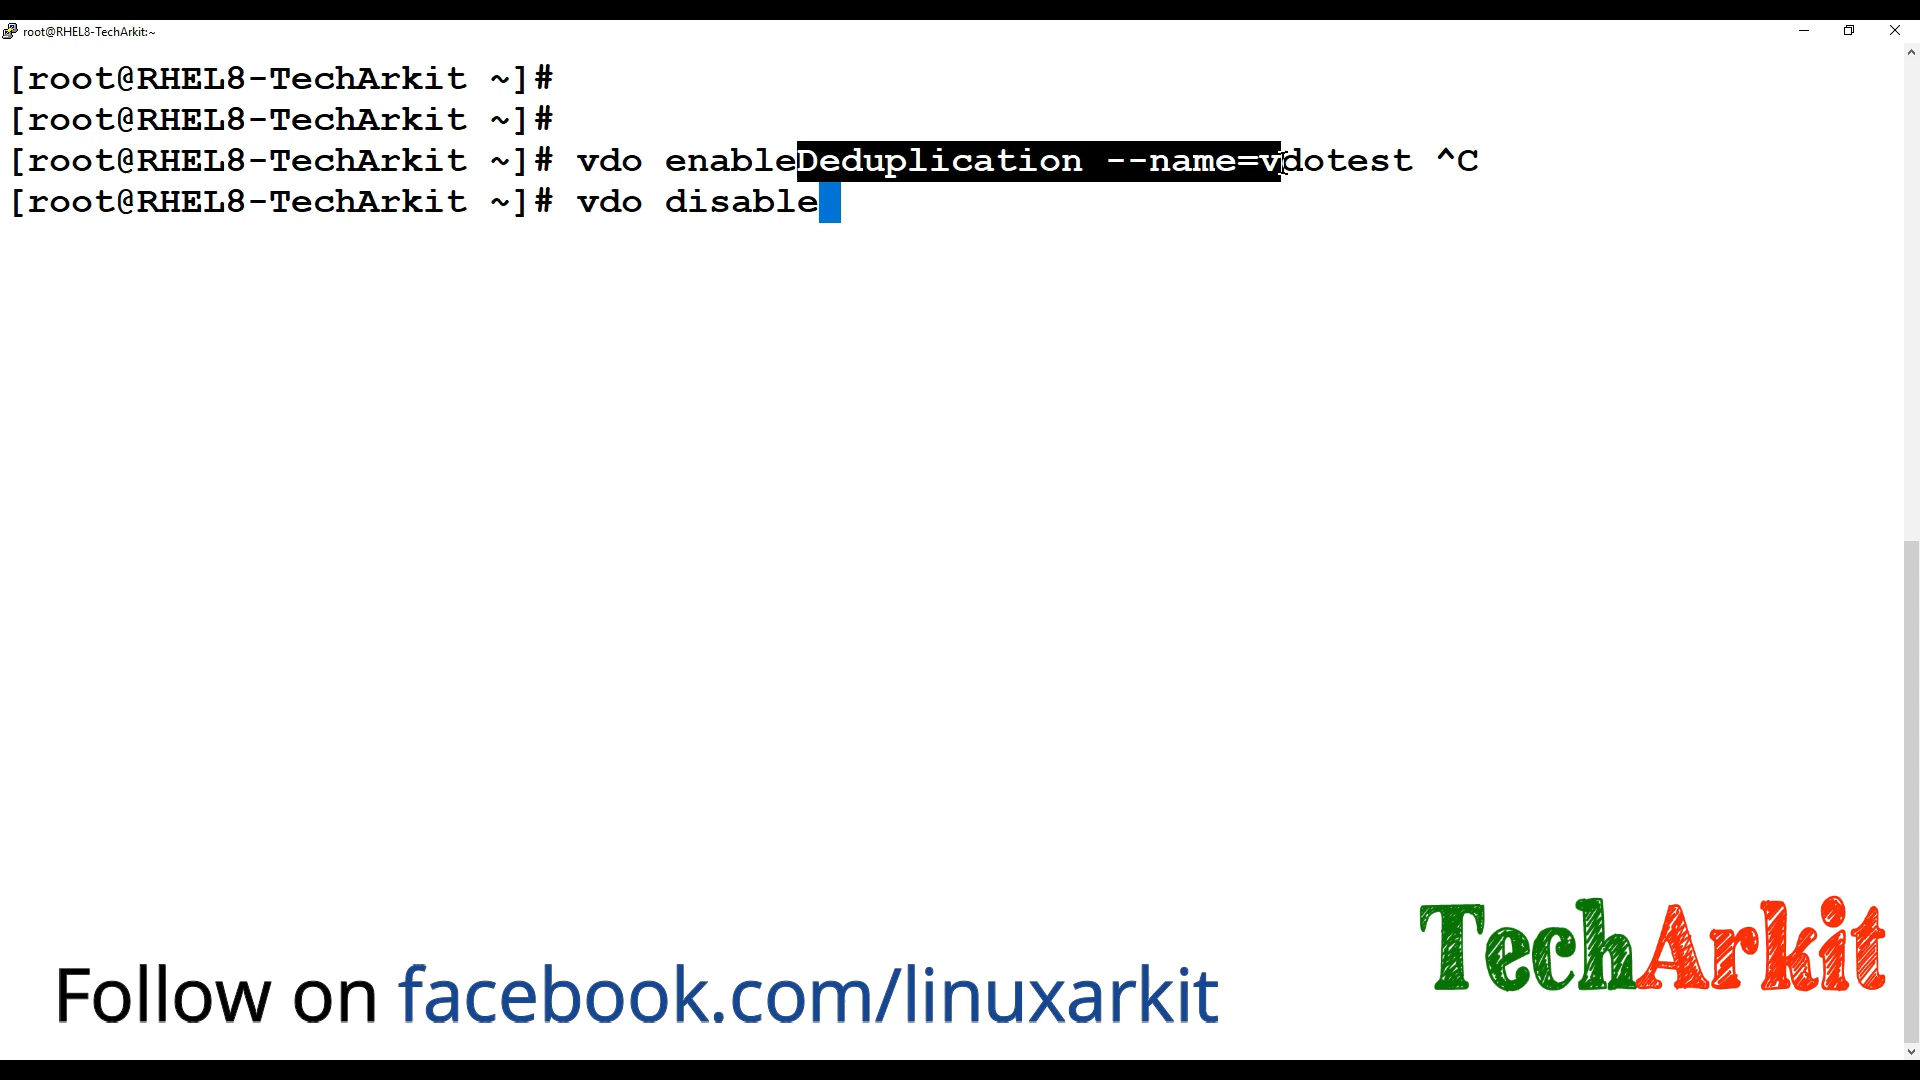 root@RHEL8-TechArkit:~
[root@RHEL8-TechArkit ~]#
[root@RHEL8-TechArkit ~]#
[root@RHEL8-TechArkit ~]# vdo enableDeduplication --name=vdotest ^C
[root@RHEL8-TechArkit ~]# vdo disable
TechArkit
Follow on facebook.com/linuxarkit